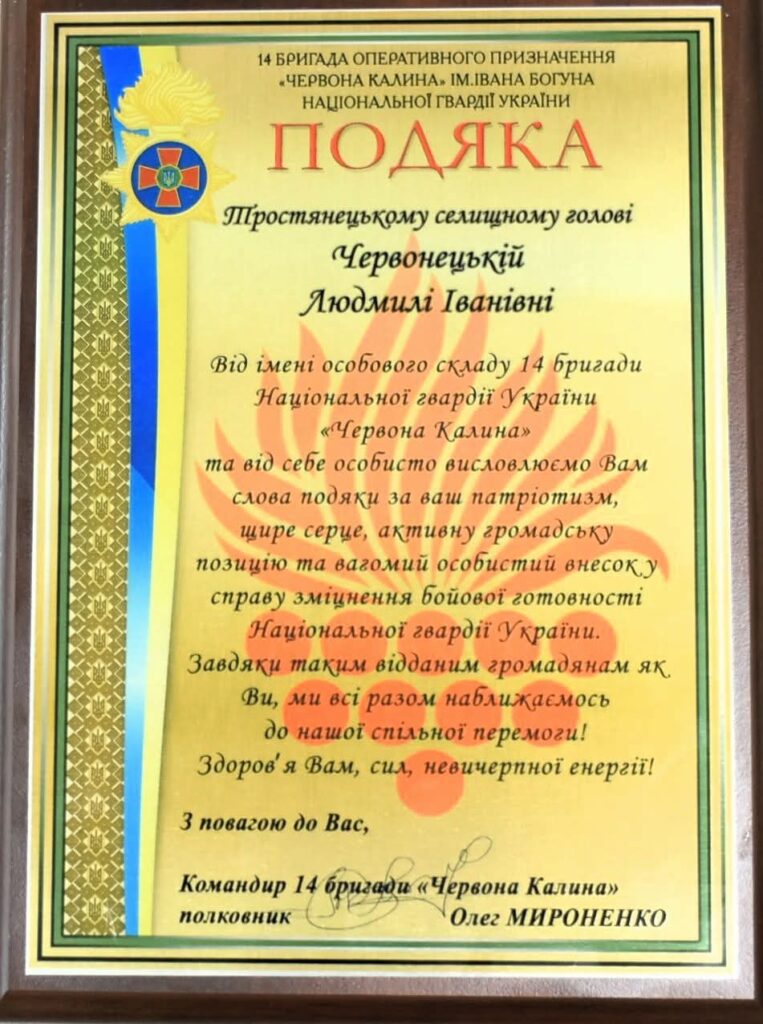 14 БРИГАДА ОПЕРАТИВНОГО ПРИЗНАЧЕННЯ
«ЧЕРВОНА КАЛИНА» ІМ.ІВАНА БОГУНА
НАЦІОНАЛЬНОЇ ГВАРДІЇ УКРАЇНИ
ПОДЯКА
Тростянецькому селищному голові
Червонецькій
Людмилі Іванівні
Від імені особового складу 14 бригади
Національної гвардії України
«Червона Калина»
та від себе особисто висловлюємо Вам
слова подяки за ваш патріотизм,
щире серце, активну громадську
позицію та вагомий особистий внесок у
справу зміцнення бойової готовності
Національної гвардії України.
Завдяки таким відданим громадянам як
Ви, ми всі разом наближаємось
до нашої спільної перемоги!
Здоров'я Вам, сил, невичерпної енергії!
З повагою до Вас,
Командир 14 бригади «Червона Калина»
полковник Олег МИРОНЕНКО